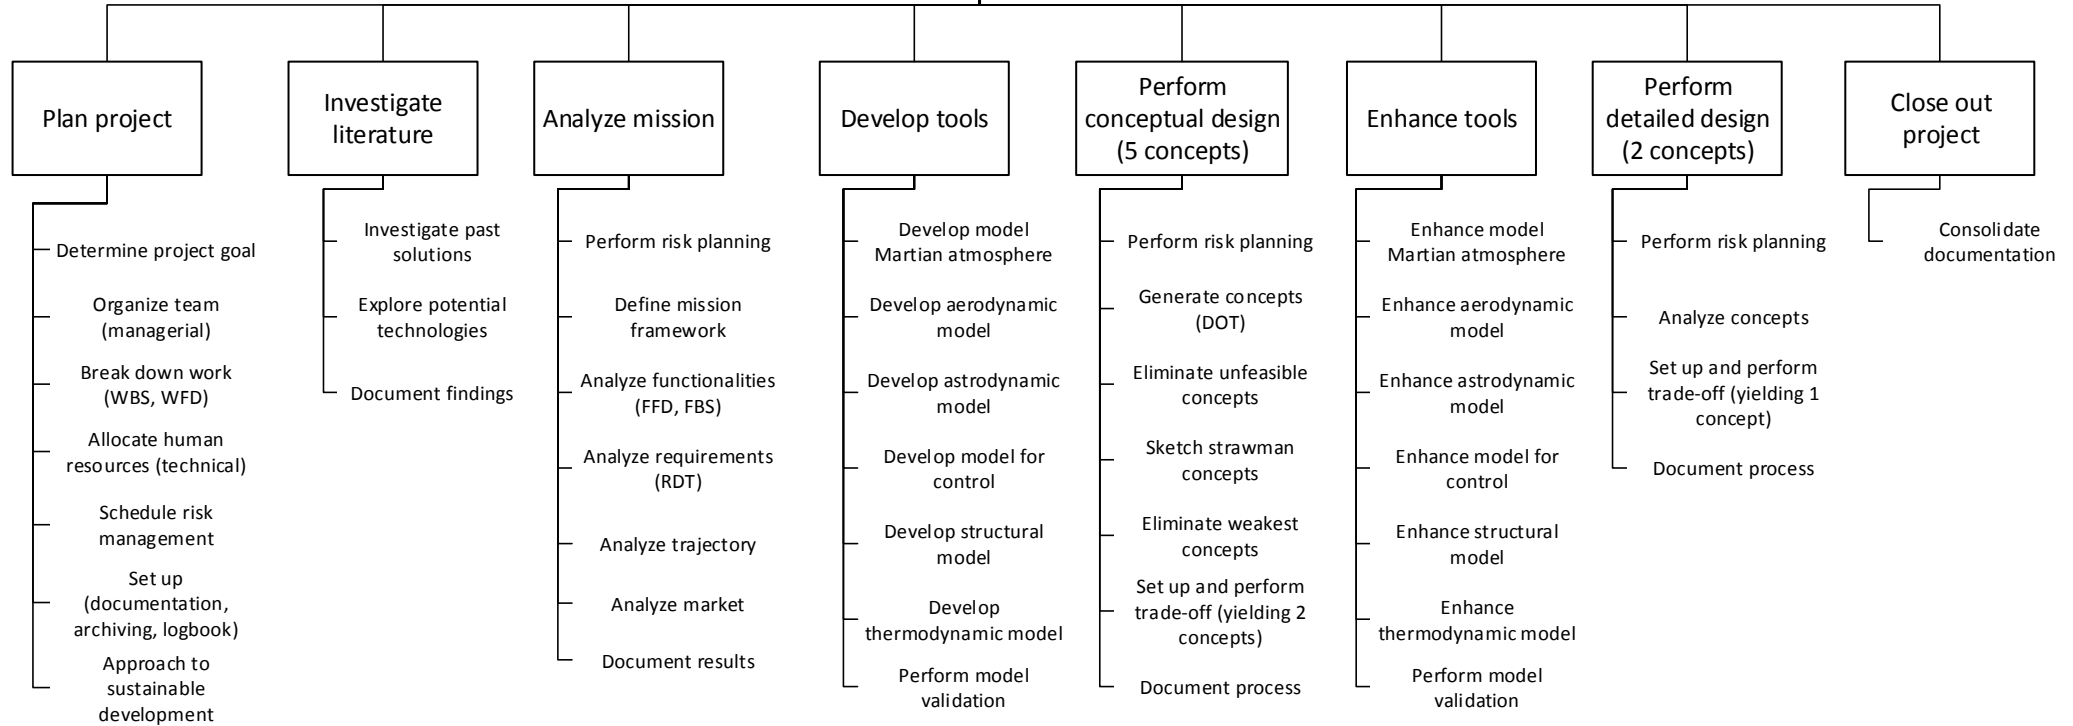 Plan project
Determine project goal
Organize team
(managerial)
Break down work
(WBS, WFD)
Allocate human
resources (technical)
Schedule risk
management
Set up
(documentation,
archiving, logbook)
Approach to
sustainable
development
Investigate
literature
Investigate past
solutions
Explore potential
technologies
Document findings
Analyze mission
Perform risk planning
Define mission
framework
Analyze functionalities
(FFD, FBS)
Analyze requirements
(RDT)
Analyze trajectory
Analyze market
Document results
Develop tools
Develop model
Martian atmosphere
Develop aerodynamic
model
Develop astrodynamic
model
Develop model for
control
Develop structural
model
Develop
thermodynamic model
Perform model
validation
Perform
conceptual design
(5 concepts)
Perform risk planning
Generate concepts
(DOT)
Eliminate unfeasible
concepts
Sketch strawman
concepts
Eliminate weakest
concepts
Set up and perform
trade-off (yielding 2
concepts)
Document process
Enhance tools
Enhance model
Martian atmosphere
Enhance aerodynamic
model
Enhance astrodynamic
model
Enhance model for
control
Enhance structural
model
Enhance
thermodynamic model
Perform model
validation
Perform
detailed design
(2 concepts)
Perform risk planning
Analyze concepts
Set up and perform
trade-off (yielding 1
concept)
Document process
Close out
project
Consolidate
documentation